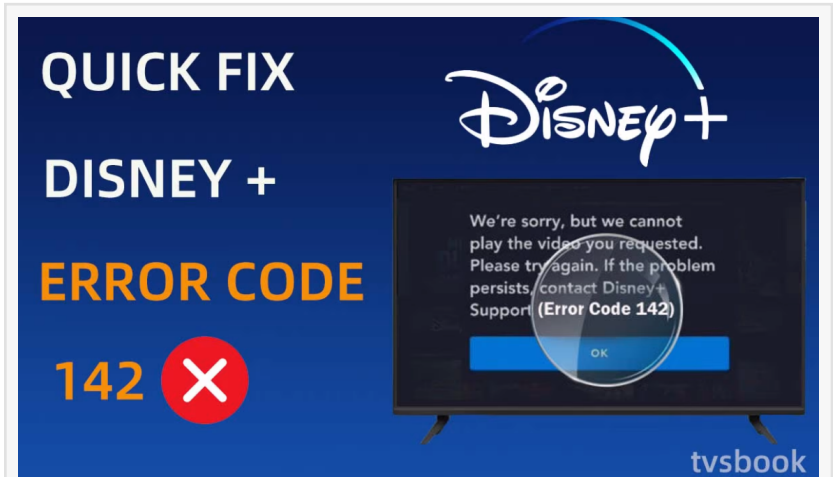 QUICK FIX
DISNEY +
ERROR CODE
142
Disney+
We're sorry, but we cannot
play the video you requested.
Please try again. If the problem
persists, contact Disney+
Support (Error Code 142)
OK
tvsbook